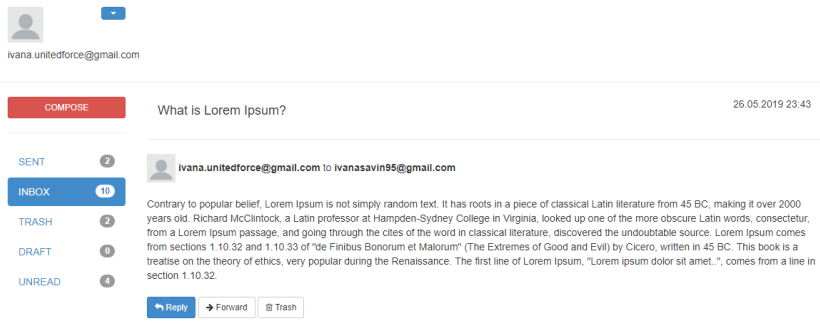 ivana.unitedforce@gmail.com
COMPOSE
What is Lorem Ipsum?
26.05.2019 23:43
SENT 2
INBOX 10
TRASH 2
DRAFT 0
UNREAD 4
ivana.unitedforce@gmail.com to ivanasavin95@gmail.com
Contrary to popular belief, Lorem Ipsum is not simply random text. It has roots in a piece of classical Latin literature from 45 BC, making it over 2000
years old. Richard McClintock, a Latin professor at Hampden-Sydney College in Virginia, looked up one of the more obscure Latin words, consectetur,
from a Lorem Ipsum passage, and going through the cites of the word in classical literature, discovered the undoubtable source. Lorem Ipsum comes
from sections 1.10.32 and 1.10.33 of "de Finibus Bonorum et Malorum" (The Extremes of Good and Evil) by Cicero, written in 45 BC. This book is a
treatise on the theory of ethics, very popular during the Renaissance. The first line of Lorem Ipsum, "Lorem ipsum dolor sit amet..", comes from a line in
section 1.10.32.
Reply Forward Trash